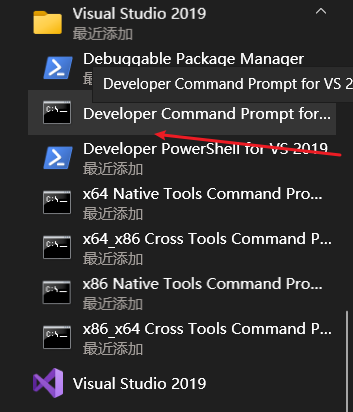 Visual Studio 2019
最近添加
Debuggable Package Manager
Developer Command Prompt for VS 2
Developer Command Prompt for...
Developer PowerShell for VS 2019
最近添加
x64 Native Tools Command Pro...
最近添加
x64_x86 Cross Tools Command P...
最近添加
x86 Native Tools Command Pro...
最近添加
x86_x64 Cross Tools Command P...
最近添加
Visual Studio 2019